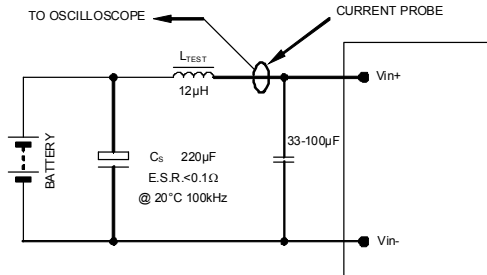 TO OSCILLOSCOPE
CURRENT PROBE
LTEST
12µH
Vin+
BATTERY
CS 220µF
E.S.R.<0.1Ω
@ 20°C 100kHz
33-100µF
Vin-